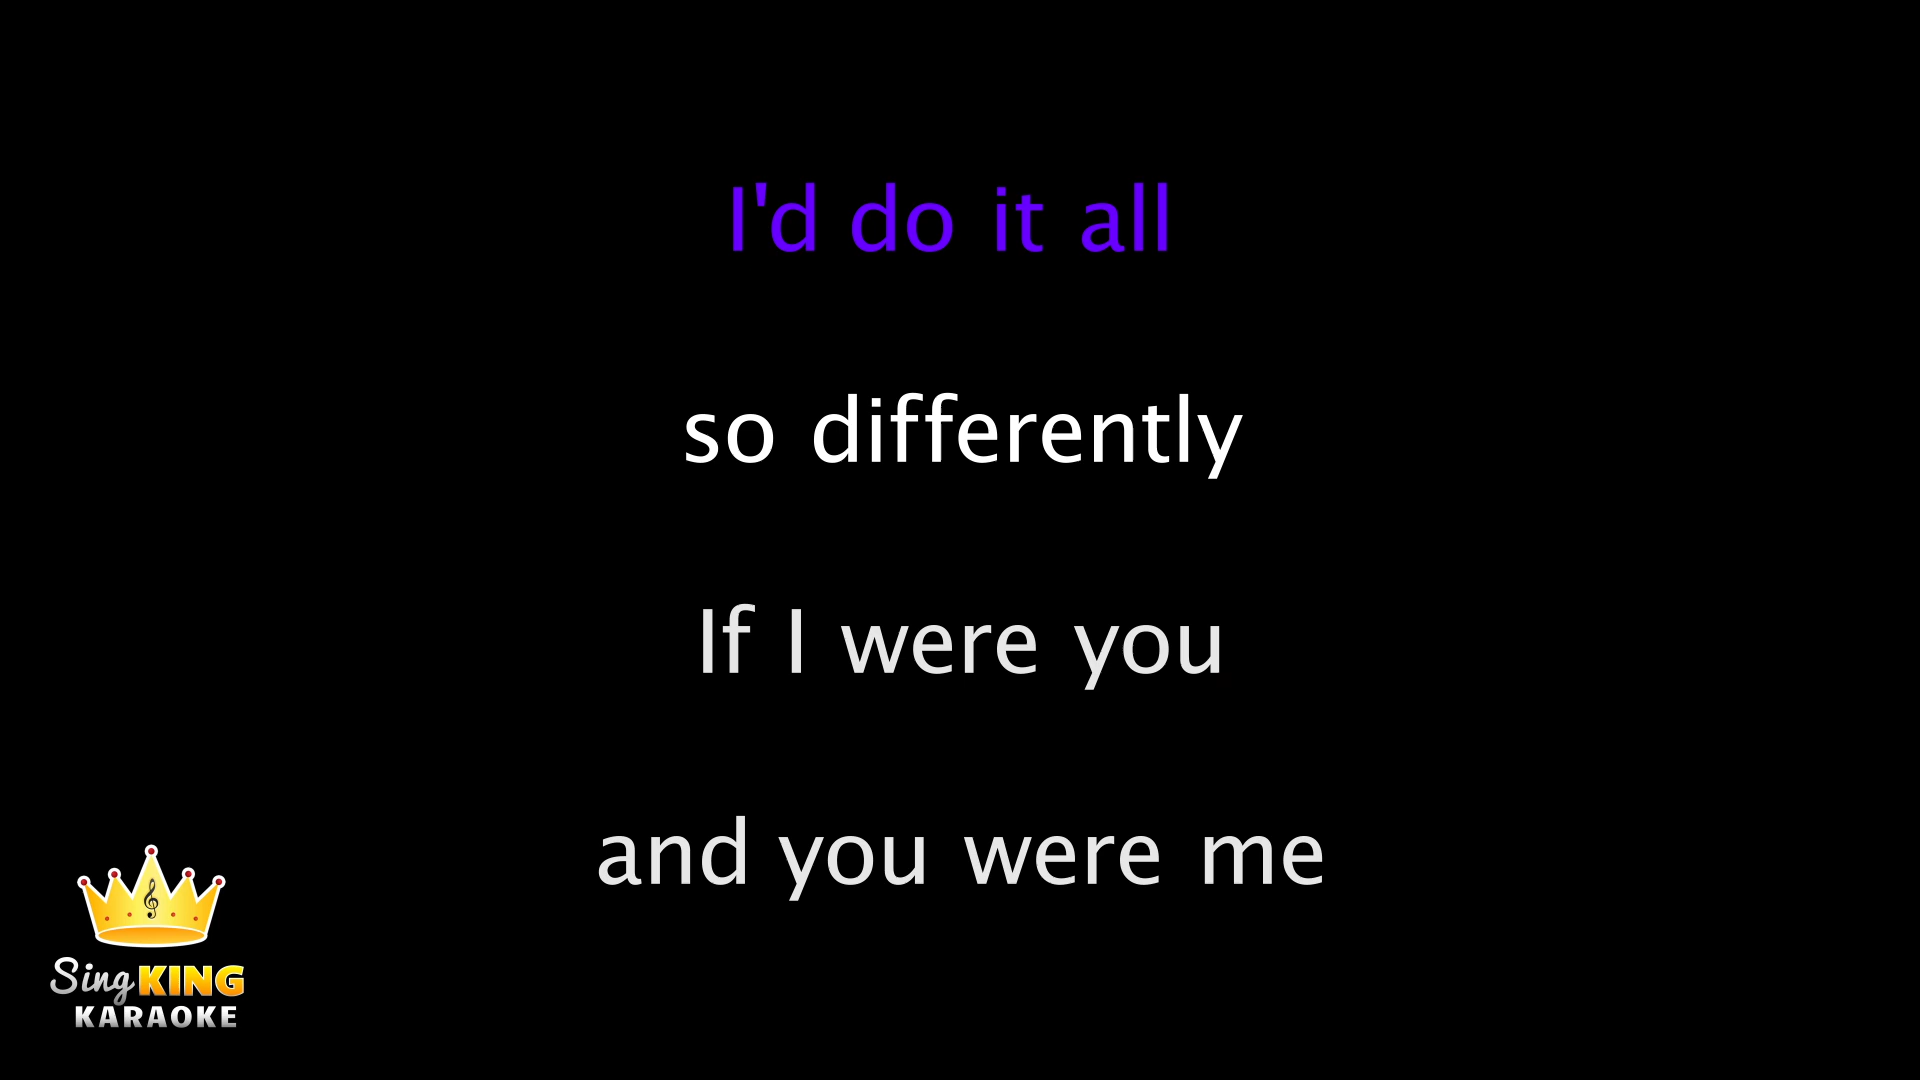 I'd do it all
so differently
If I were you
and you were me
Sing KING
KARAOKE